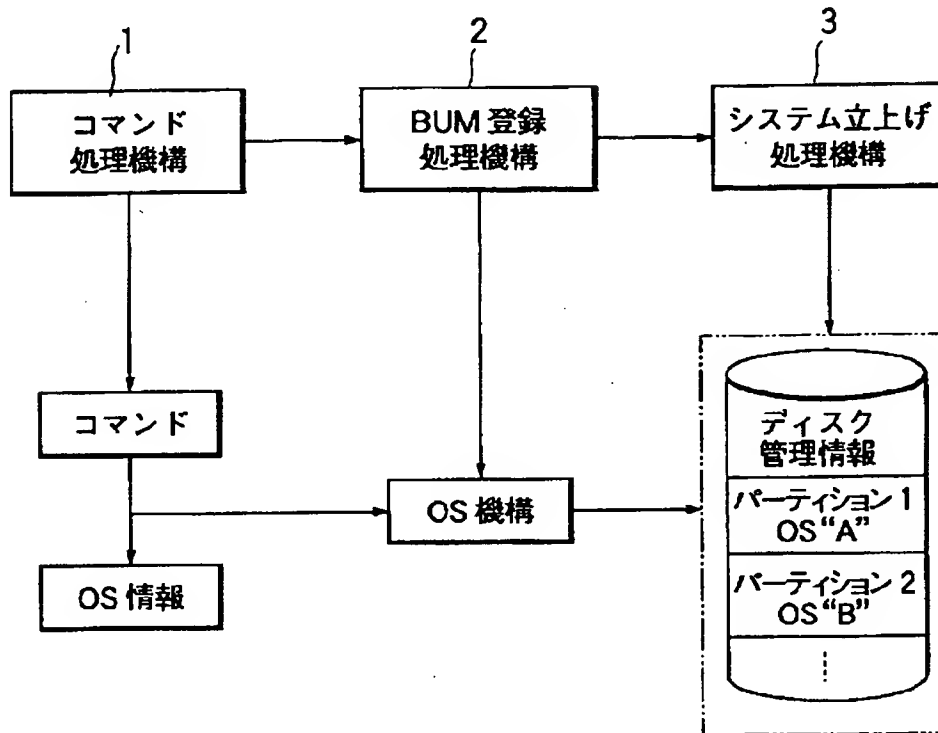 1
2
3
コマンド
処理機構
BUM 登録
処理機構
システム立上げ
処理機構
コマンド
OS 機構
OS 情報
ディスク
管理情報
パーティション 1
OS “A”
パーティション 2
OS “B”